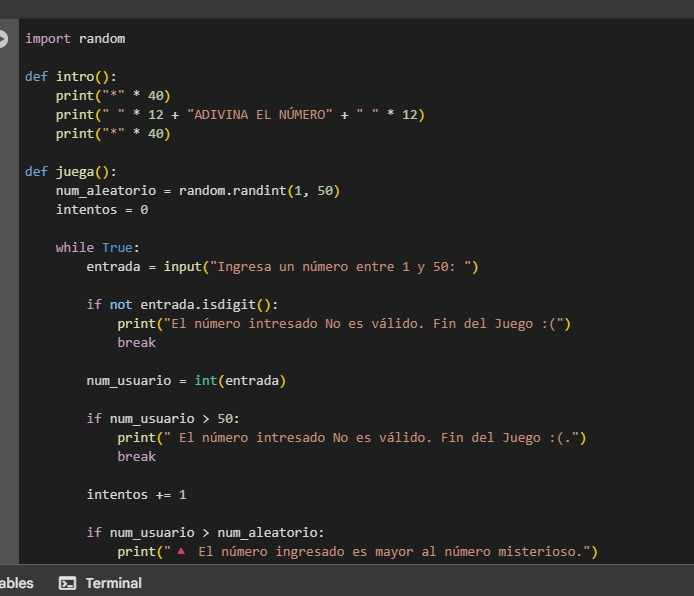 import random
def intro():
    print("*" * 40)
    print(" " * 12 + "ADIVINA EL NÚMERO" + " " * 12)
    print("*" * 40)
def juega():
    num_aleatorio = random.randint(1, 50)
    intentos = 0
    while True:
        entrada = input("Ingresa un número entre 1 y 50: ")
        if not entrada.isdigit():
            print("El número intresado No es válido. Fin del Juego :(")
            break
        num_usuario = int(entrada)
        if num_usuario > 50:
            print(" El número intresado No es válido. Fin del Juego :(.")
            break
        intentos += 1
        if num_usuario > num_aleatorio:
            print("🔺 El número ingresado es mayor al número misterioso.")
ables Terminal